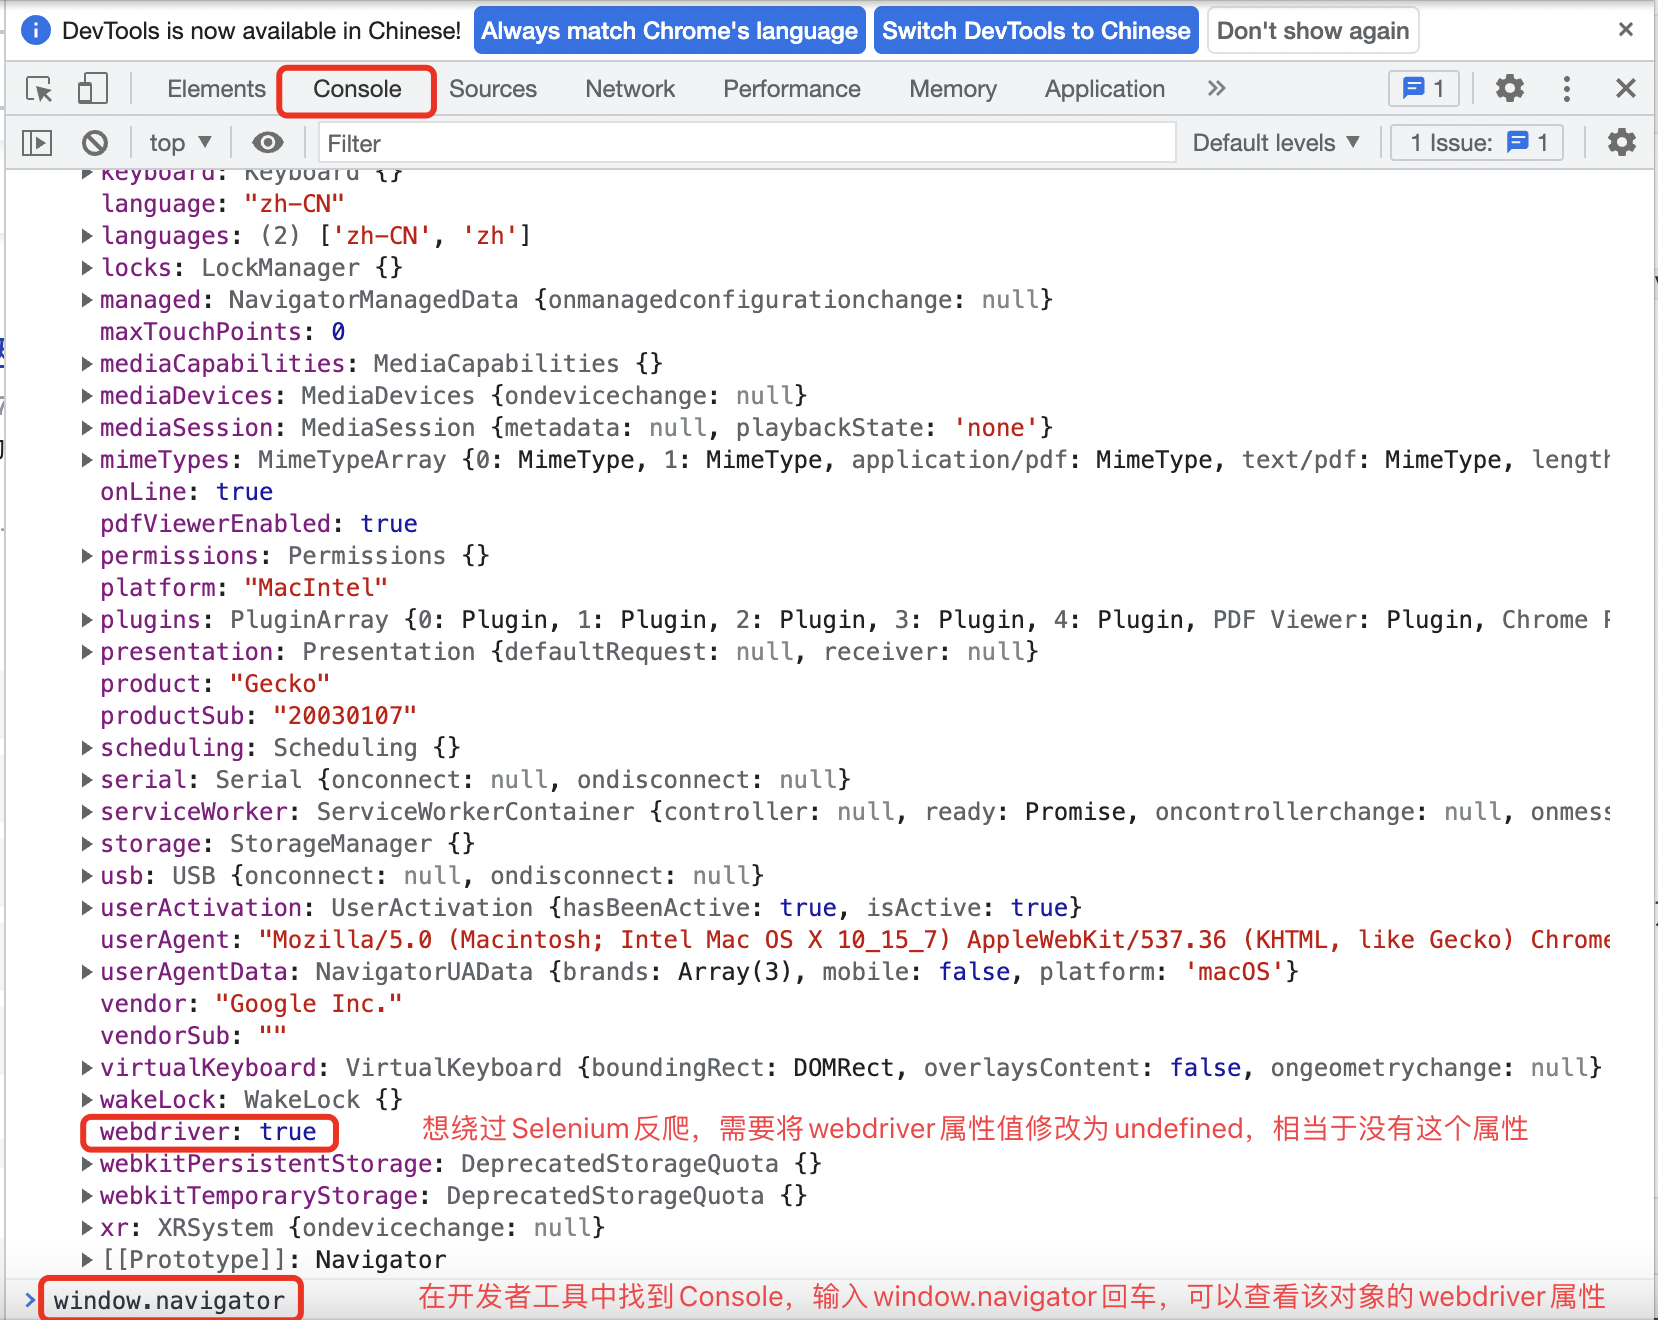 DevTools is now available in Chinese! Always match Chrome's language Switch DevTools to Chinese Don't show again
Elements Console Sources Network Performance Memory Application 1
top Filter Default levels 1 Issue: 1
keyboard: Keyboard {}
language: "zh-CN"
languages: (2) ['zh-CN', 'zh']
locks: LockManager {}
managed: NavigatorManagedData {onmanagedconfigurationchange: null}
maxTouchPoints: 0
mediaCapabilities: MediaCapabilities {}
mediaDevices: MediaDevices {ondevicechange: null}
mediaSession: MediaSession {metadata: null, playbackState: 'none'}
mimeTypes: MimeTypeArray {0: MimeType, 1: MimeType, application/pdf: MimeType, text/pdf: MimeType, length
onLine: true
pdfViewerEnabled: true
permissions: Permissions {}
platform: "MacIntel"
plugins: PluginArray {0: Plugin, 1: Plugin, 2: Plugin, 3: Plugin, 4: Plugin, PDF Viewer: Plugin, Chrome
presentation: Presentation {defaultRequest: null, receiver: null}
product: "Gecko"
productSub: "20030107"
scheduling: Scheduling {}
serial: Serial {onconnect: null, ondisconnect: null}
serviceWorker: ServiceWorkerContainer {controller: null, ready: Promise, oncontrollerchange: null, onmess
storage: StorageManager {}
usb: USB {onconnect: null, ondisconnect: null}
userActivation: UserActivation {hasBeenActive: true, isActive: true}
userAgent: "Mozilla/5.0 (Macintosh; Intel Mac OS X 10_15_7) AppleWebKit/537.36 (KHTML, like Gecko) Chrome
userAgentData: NavigatorUAData {brands: Array(3), mobile: false, platform: 'macOS'}
vendor: "Google Inc."
vendorSub: ""
virtualKeyboard: VirtualKeyboard {boundingRect: DOMRect, overlaysContent: false, ongeometrychange: null}
wakeLock: WakeLock {}
webdriver: true 想绕过Selenium反爬，需要将webdriver属性值修改为undefined，相当于没有这个属性
webkitPersistentStorage: DeprecatedStorageQuota {}
webkitTemporaryStorage: DeprecatedStorageQuota {}
xr: XRSystem {ondevicechange: null}
[[Prototype]]: Navigator
window.navigator 在开发者工具中找到Console，输入window.navigator回车，可以查看该对象的webdriver属性